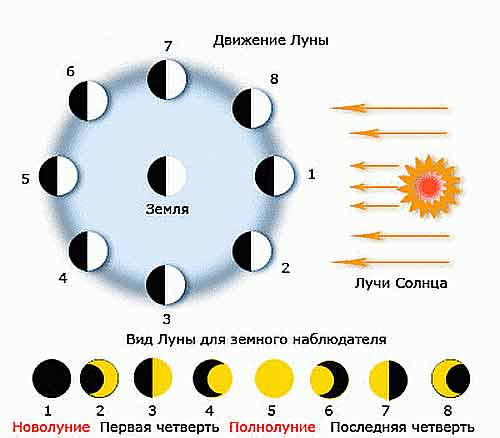 7
Движение Луны
6
8
5
1
Земля
4
2
3
Лучи Солнца
Вид Луны для земного наблюдателя
1 2 3 4 5 6 7 8
Новолуние Первая четверть Полнолуние Последняя четверть